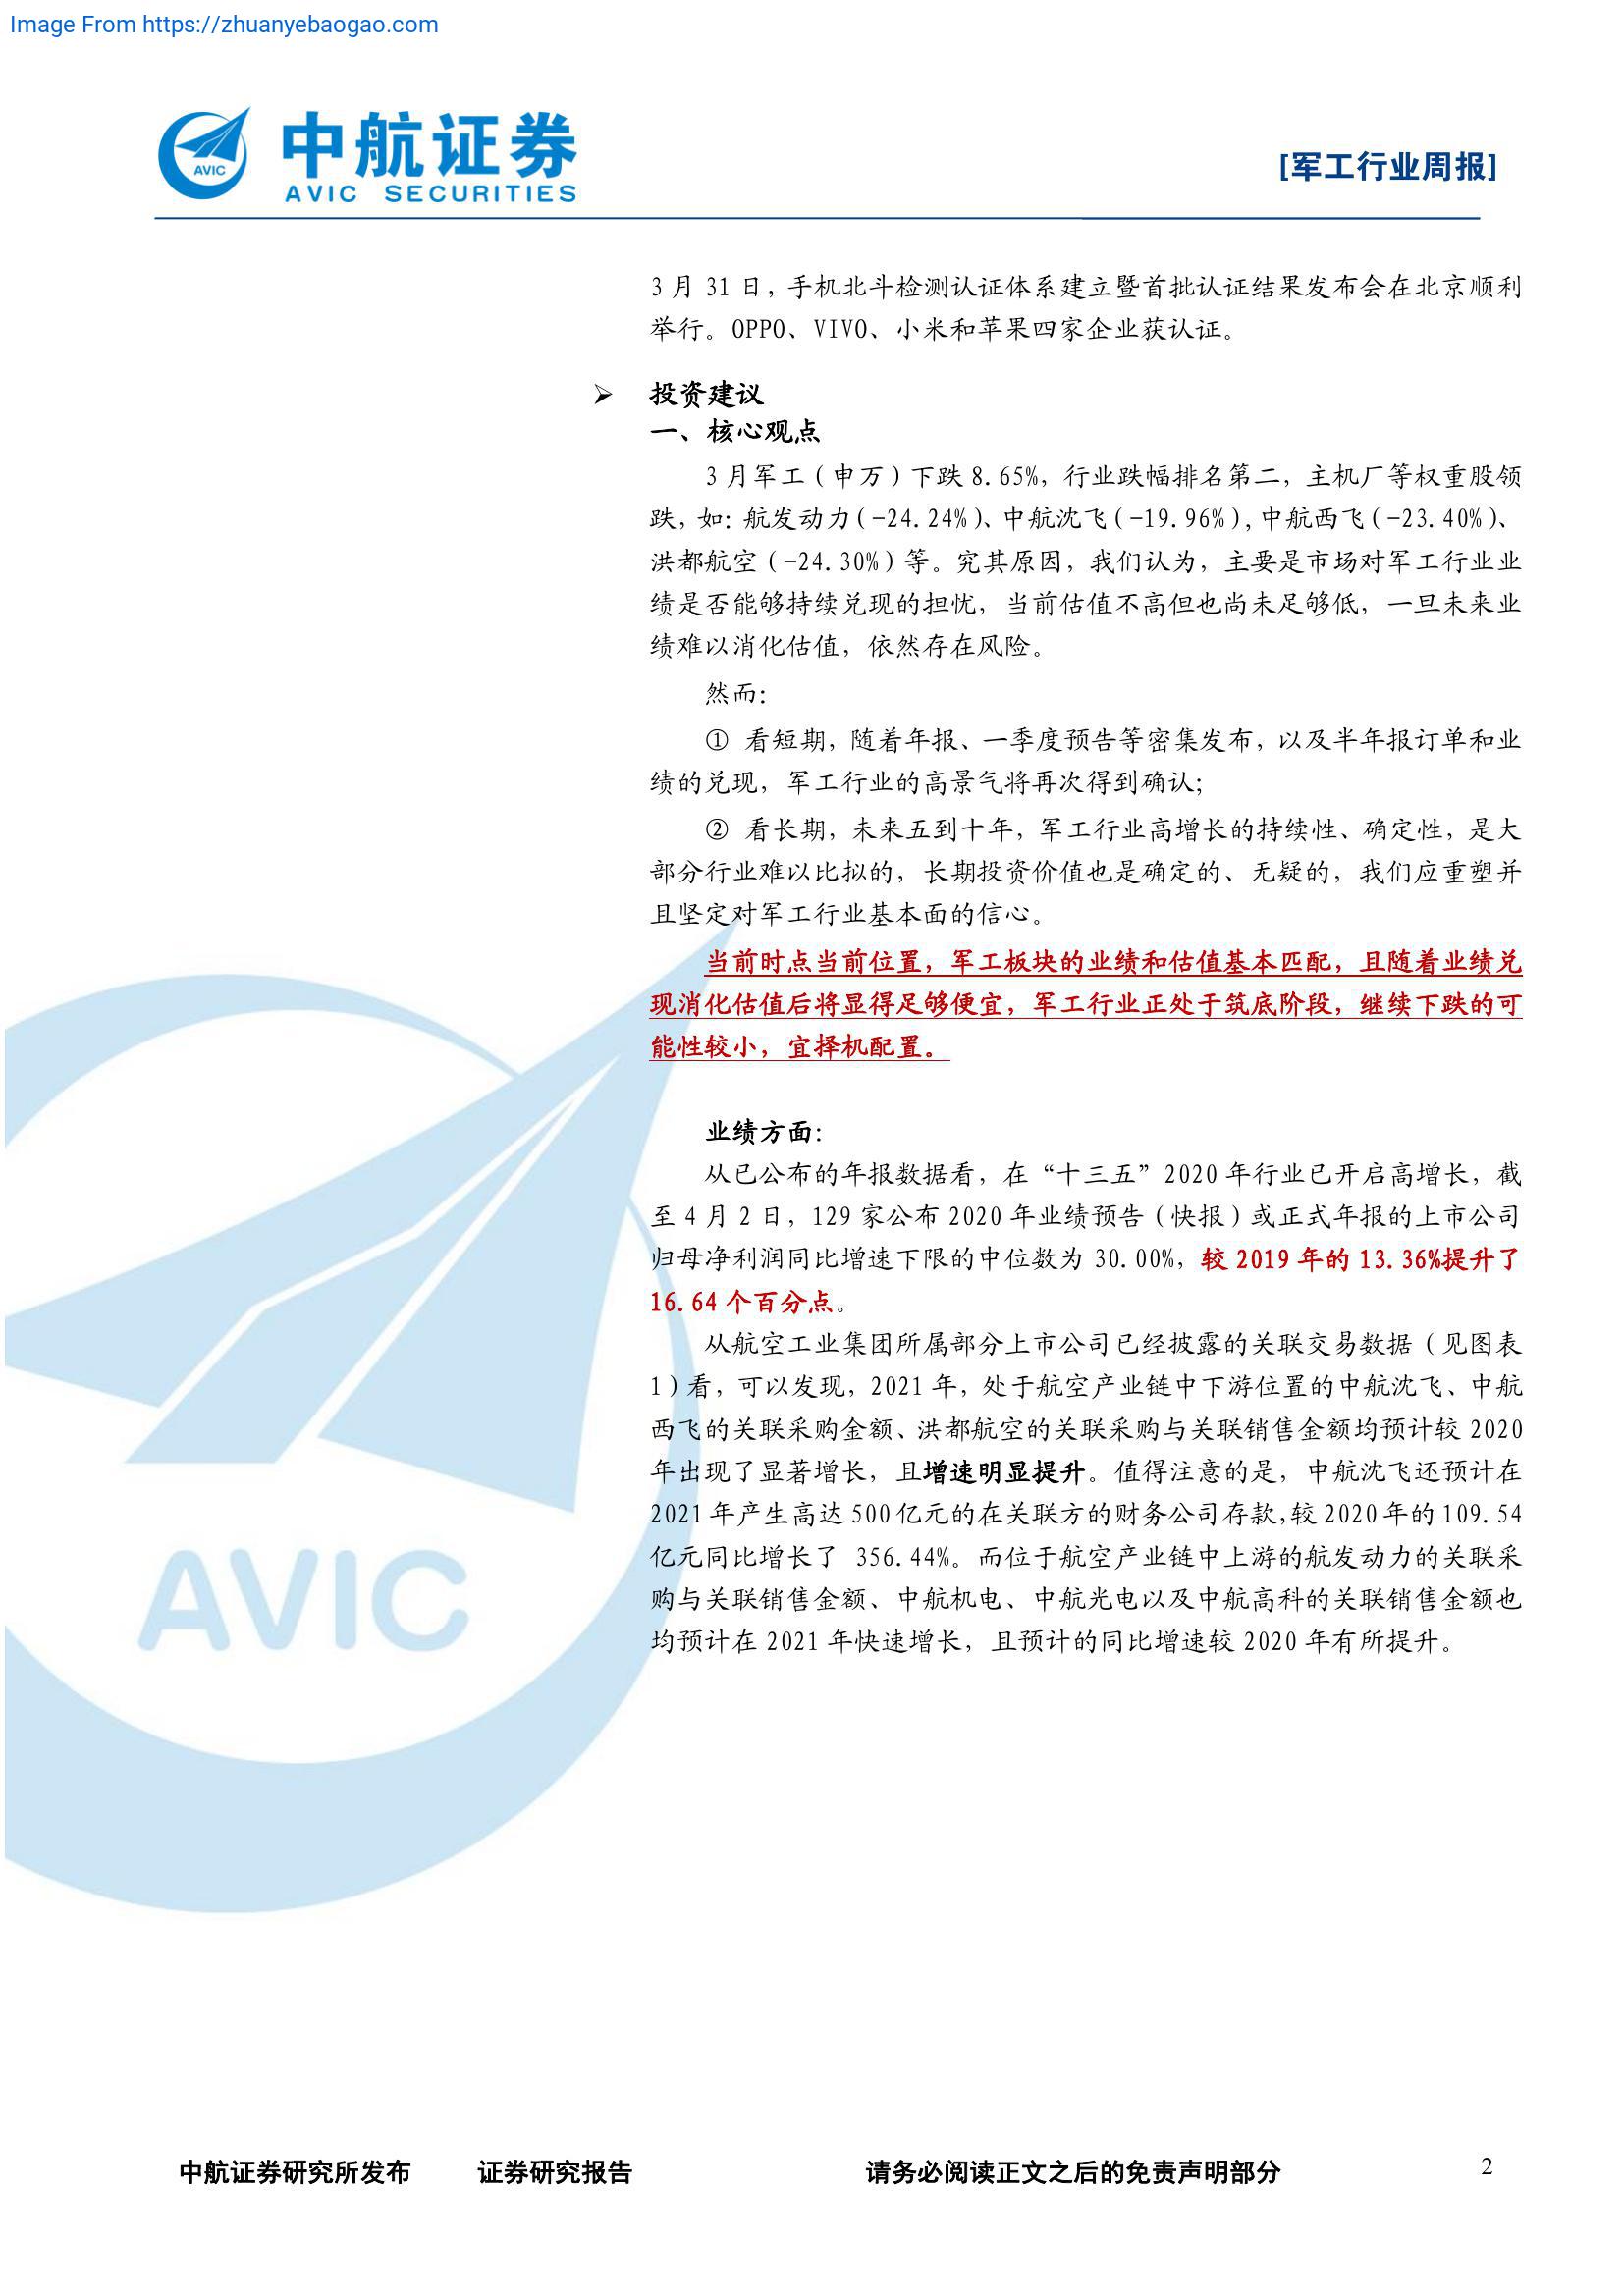 Image From https://zhuanyebaogao.com
AVIC
中航证券
AVIC SECURITIES
[军工行业周报]
3 月 31 日，手机北斗检测认证体系建立暨首批认证结果发布会在北京顺利
举行。OPPO、VIVO、小米和苹果四家企业获认证。
➢ 投资建议
一、核心观点
3 月军工（申万）下跌 8.65%，行业跌幅排名第二，主机厂等权重股领
跌，如：航发动力（-24.24%）、中航沈飞（-19.96%），中航西飞（-23.40%）、
洪都航空（-24.30%）等。究其原因，我们认为，主要是市场对军工行业业
绩是否能够持续兑现的担忧，当前估值不高但也尚未足够低，一旦未来业
绩难以消化估值，依然存在风险。
然而：
① 看短期，随着年报、一季度预告等密集发布，以及半年报订单和业
绩的兑现，军工行业的高景气将再次得到确认；
② 看长期，未来五到十年，军工行业高增长的持续性、确定性，是大
部分行业难以比拟的，长期投资价值也是确定的、无疑的，我们应重塑并
且坚定对军工行业基本面的信心。
当前时点当前位置，军工板块的业绩和估值基本匹配，且随着业绩兑
现消化估值后将显得足够便宜，军工行业正处于筑底阶段，继续下跌的可
能性较小，宜择机配置。
业绩方面：
从已公布的年报数据看，在“十三五”2020 年行业已开启高增长，截
至 4 月 2 日，129 家公布 2020 年业绩预告（快报）或正式年报的上市公司
归母净利润同比增速下限的中位数为 30.00%，较 2019 年的 13.36%提升了
16.64 个百分点。
从航空工业集团所属部分上市公司已经披露的关联交易数据（见图表
1）看，可以发现，2021 年，处于航空产业链中下游位置的中航沈飞、中航
西飞的关联采购金额、洪都航空的关联采购与关联销售金额均预计较 2020
年出现了显著增长，且增速明显提升。值得注意的是，中航沈飞还预计在
2021 年产生高达 500 亿元的在关联方的财务公司存款，较 2020 年的 109.54
亿元同比增长了 356.44%。而位于航空产业链中上游的航发动力的关联采
购与关联销售金额、中航机电、中航光电以及中航高科的关联销售金额也
均预计在 2021 年快速增长，且预计的同比增速较 2020 年有所提升。
AVIC
中航证券研究所发布 证券研究报告 请务必阅读正文之后的免责声明部分 2